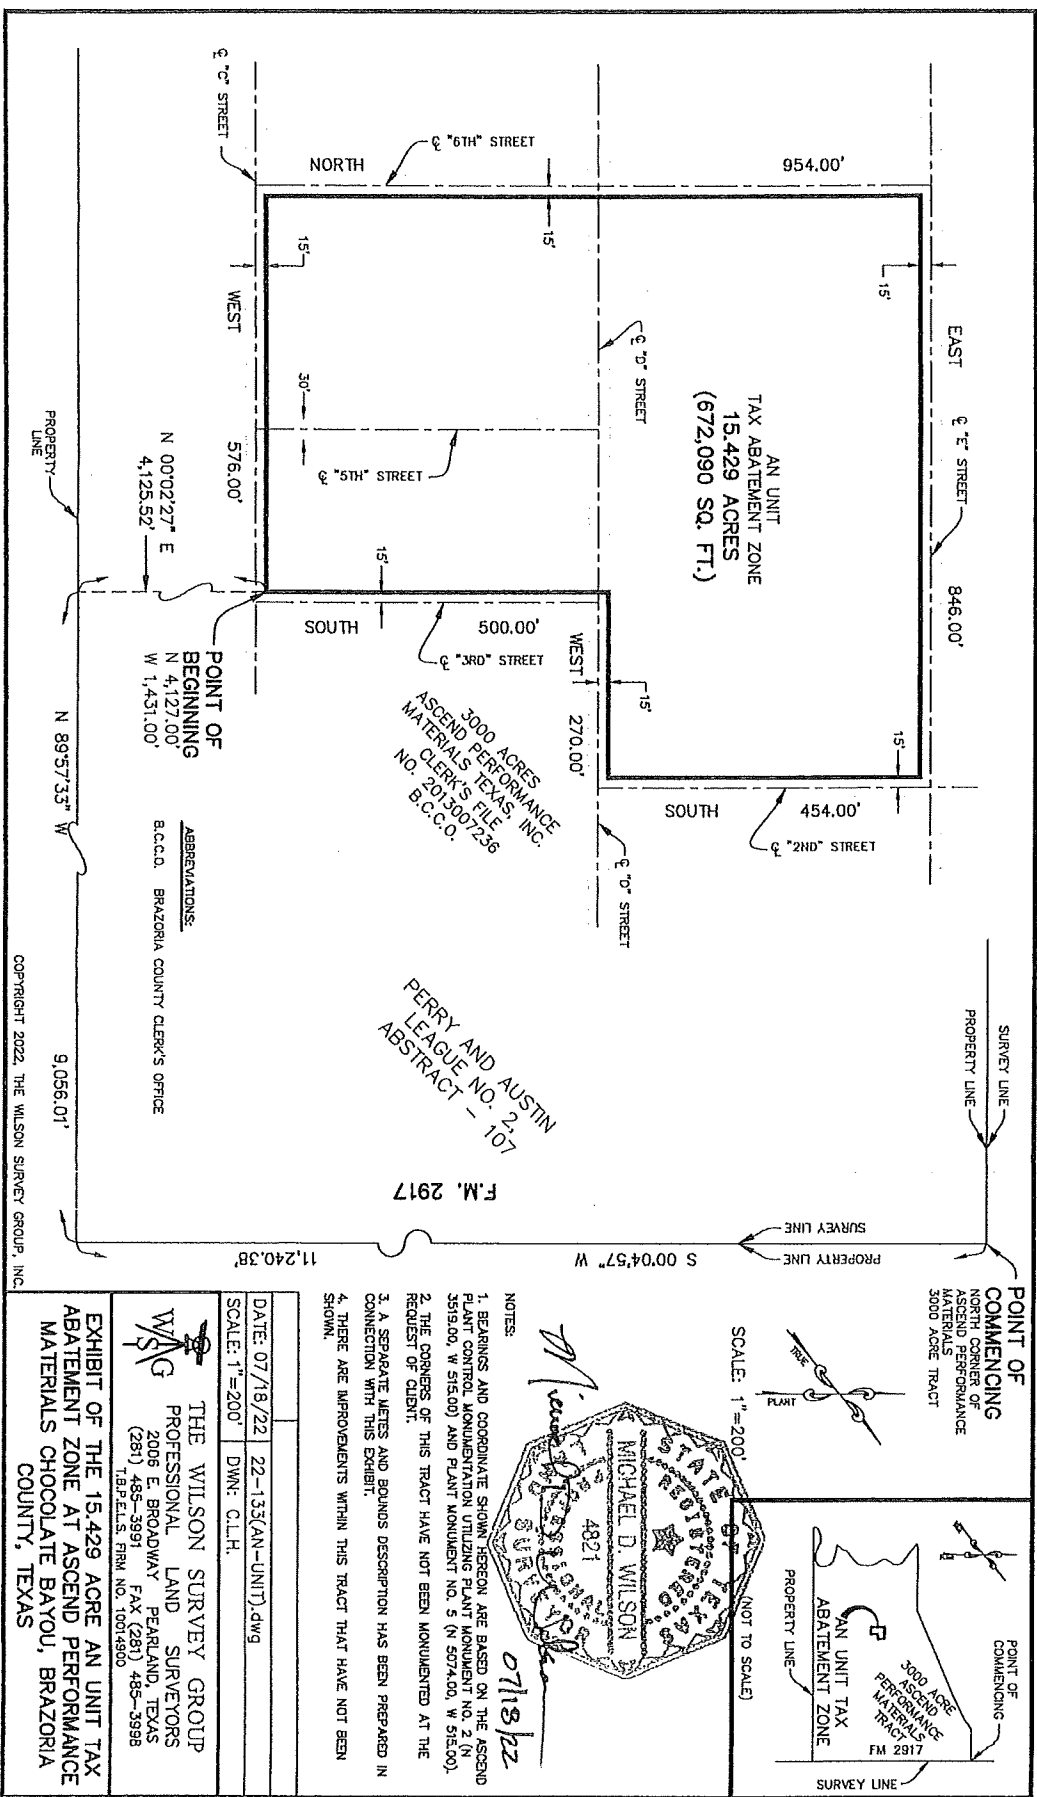 POINT OF
COMMENCING
NORTH CORNER OF
ASCEND PERFORMANCE
MATERIALS
3000 ACRE TRACT
SURVEY LINE
PROPERTY LINE
SURVEY LINE
PROPERTY LINE
S 00°04'57" W
11,240.38'
F.M. 2917
TRUE
PLANT
SCALE: 1"=200'
POINT OF
COMMENCING
3000 ACRE
ASCEND
PERFORMANCE
MATERIALS
TRACT
FM 2917
AN UNIT TAX
ABATEMENT ZONE
PROPERTY LINE
SURVEY LINE
(NOT TO SCALE)
EAST
846.00'
℄ "E" STREET
15'
954.00'
NORTH
℄ "6TH" STREET
15'
AN UNIT
TAX ABATEMENT ZONE
15.429 ACRES
(672,090 SQ. FT.)
℄ "D" STREET
15'
SOUTH
454.00'
℄ "2ND" STREET
WEST
270.00'
15'
℄ "D" STREET
℄ "5TH" STREET
30'
15'
SOUTH
500.00'
℄ "3RD" STREET
15'
WEST
576.00'
℄ "C" STREET
3000 ACRES
ASCEND PERFORMANCE
MATERIALS TEXAS, INC.
CLERK'S FILE
NO. 2013007236
B.C.C.O.
PERRY AND AUSTIN
LEAGUE NO. 2,
ABSTRACT - 107
POINT OF
BEGINNING
N 4,127.00'
W 1,431.00'
N 00°02'27" E
4,125.52'
PROPERTY
LINE
N 89°57'33" W
9,056.01'
ABBREVIATIONS:
B.C.C.O. BRAZORIA COUNTY CLERK'S OFFICE
COPYRIGHT 2022, THE WILSON SURVEY GROUP, INC.
STATE OF TEXAS
REGISTERED
MICHAEL D. WILSON
4821
PROFESSIONAL
LAND SURVEYOR
07/18/22
NOTES:
1. BEARINGS AND COORDINATE SHOWN HEREON ARE BASED ON THE ASCEND
PLANT CONTROL MONUMENTATION UTILIZING PLANT MONUMENT NO. 2 (N
3519.00, W 515.00) AND PLANT MONUMENT NO. 5 (N 5074.00, W 515.00).
2. THE CORNERS OF THIS TRACT HAVE NOT BEEN MONUMENTED AT THE
REQUEST OF CLIENT.
3. A SEPARATE METES AND BOUNDS DESCRIPTION HAS BEEN PREPARED IN
CONNECTION WITH THIS EXHIBIT.
4. THERE ARE IMPROVEMENTS WITHIN THIS TRACT THAT HAVE NOT BEEN
SHOWN.
DATE: 07/18/22 22-133(AN-UNIT).dwg
SCALE: 1"=200' DWN: C.L.H.
WSG
THE WILSON SURVEY GROUP
PROFESSIONAL LAND SURVEYORS
2006 E. BROADWAY PEARLAND, TEXAS
(281) 485-3991 FAX (281) 485-3998
T.B.P.E.L.S. FIRM NO. 10014900
EXHIBIT OF THE 15.429 ACRE AN UNIT TAX
ABATEMENT ZONE AT ASCEND PERFORMANCE
MATERIALS CHOCOLATE BAYOU, BRAZORIA
COUNTY, TEXAS